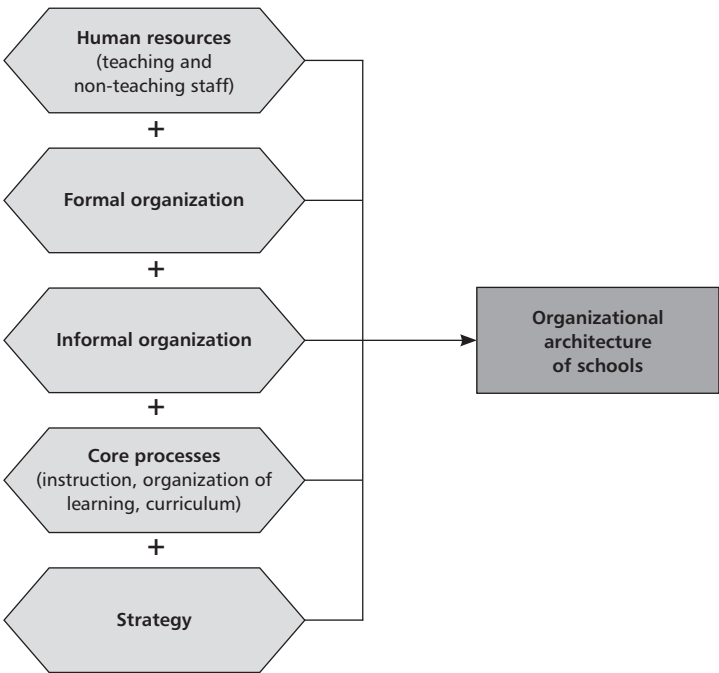 Human resources
(teaching and
non-teaching staff)
+
Formal organization
+
Informal organization
+
Core processes
(instruction, organization of
learning, curriculum)
+
Strategy
Organizational
architecture
of schools